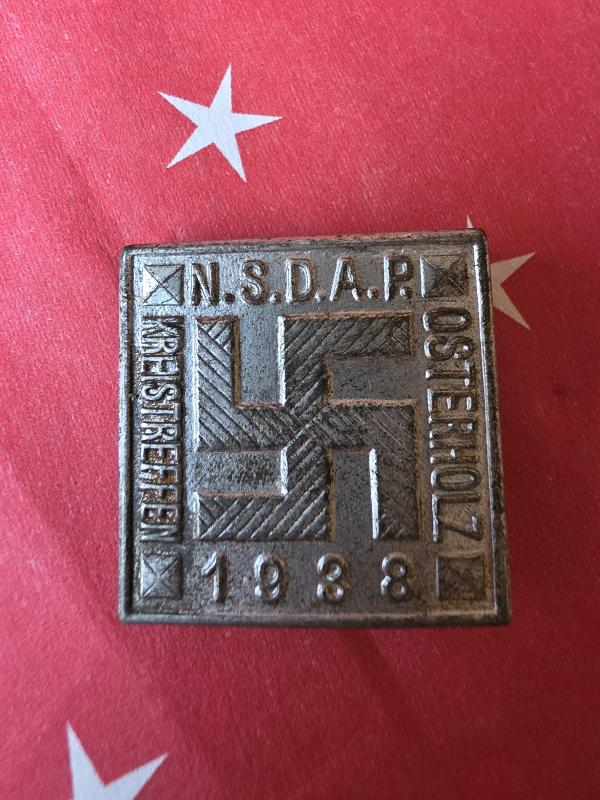 N.S.D.A.P.
OSTERHOLZ
KREISTREFFEN
1938